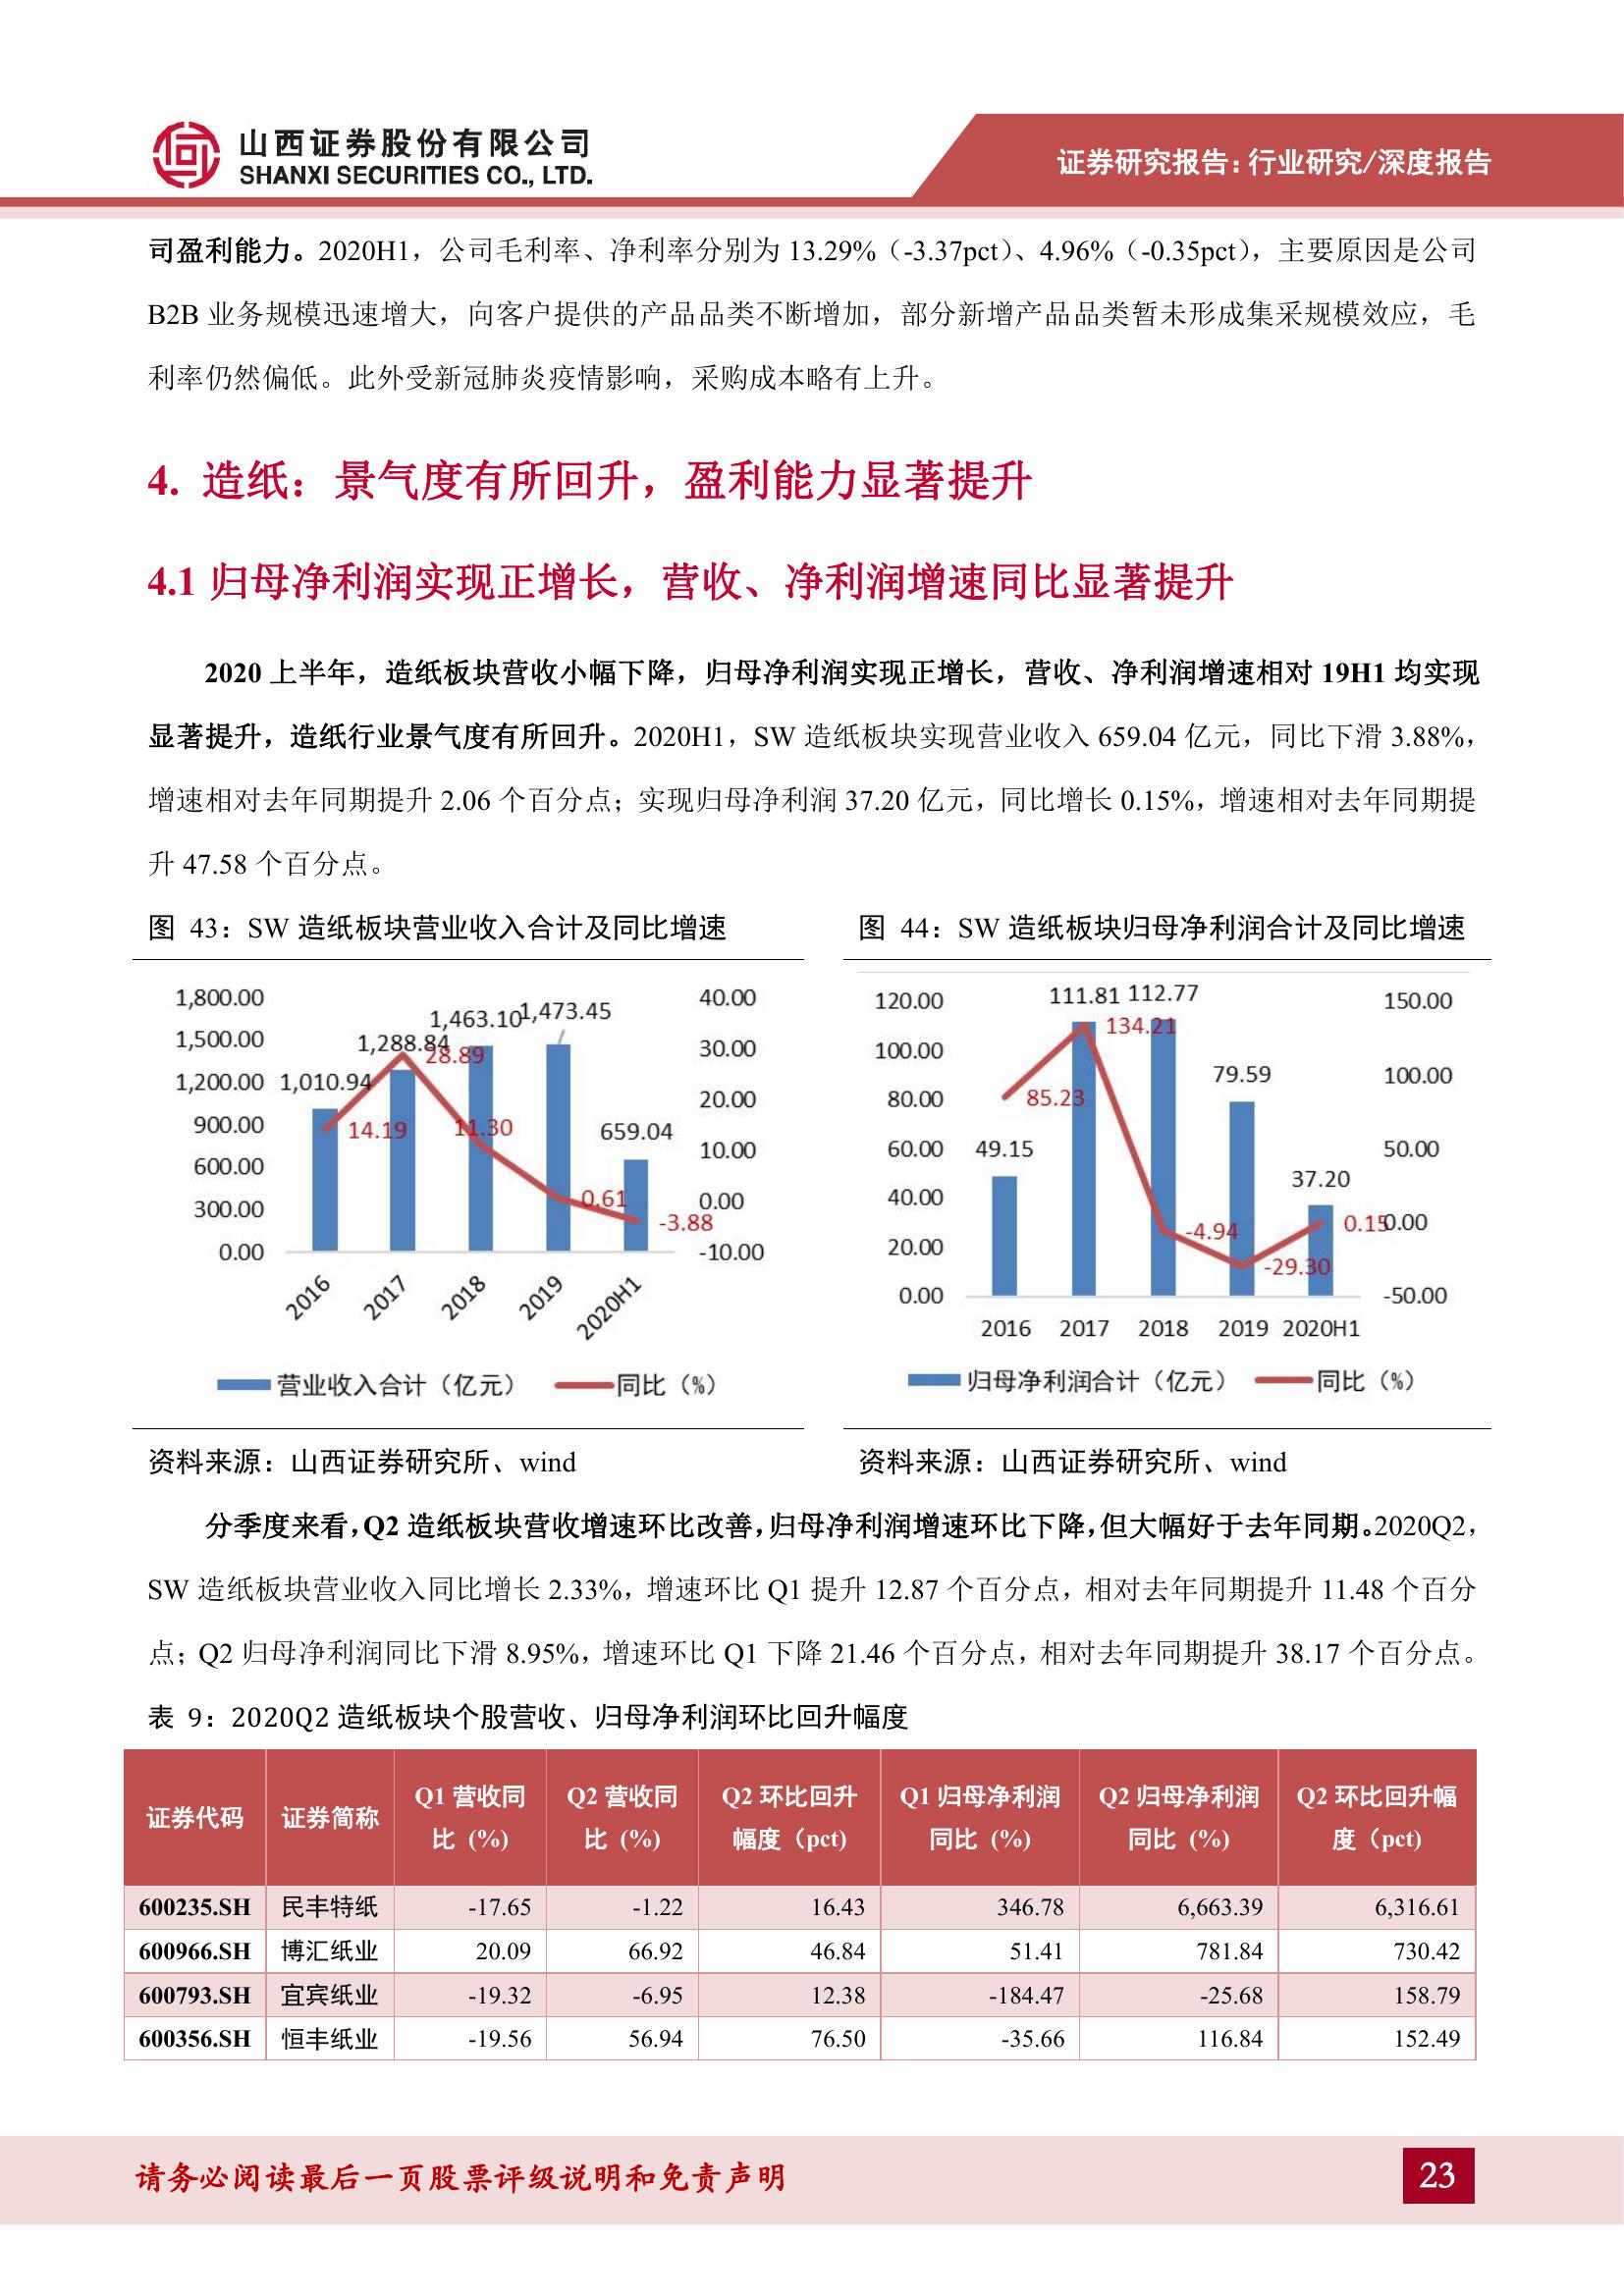 山西证券股份有限公司
SHANXI SECURITIES CO., LTD.
证券研究报告：行业研究/深度报告
司盈利能力。2020H1，公司毛利率、净利率分别为 13.29%（-3.37pct）、4.96%（-0.35pct），主要原因是公司
B2B 业务规模迅速增大，向客户提供的产品品类不断增加，部分新增产品品类暂未形成集采规模效应，毛
利率仍然偏低。此外受新冠肺炎疫情影响，采购成本略有上升。
4. 造纸：景气度有所回升，盈利能力显著提升
4.1 归母净利润实现正增长，营收、净利润增速同比显著提升
2020 上半年，造纸板块营收小幅下降，归母净利润实现正增长，营收、净利润增速相对 19H1 均实现
显著提升，造纸行业景气度有所回升。2020H1，SW 造纸板块实现营业收入 659.04 亿元，同比下滑 3.88%，
增速相对去年同期提升 2.06 个百分点；实现归母净利润 37.20 亿元，同比增长 0.15%，增速相对去年同期提
升 47.58 个百分点。
图 43：SW 造纸板块营业收入合计及同比增速
1,800.00
1,500.00
1,200.00
900.00
600.00
300.00
0.00
1,010.94
1,288.84
1,463.10
1,473.45
659.04
14.19
28.89
11.30
0.61
-3.88
40.00
30.00
20.00
10.00
0.00
-10.00
2016
2017
2018
2019
2020H1
营业收入合计（亿元）
同比（%）
资料来源：山西证券研究所、wind
图 44：SW 造纸板块归母净利润合计及同比增速
120.00
100.00
80.00
60.00
40.00
20.00
0.00
49.15
111.81
112.77
79.59
37.20
85.23
134.21
-4.94
-29.30
0.15
150.00
100.00
50.00
0.00
-50.00
2016
2017
2018
2019
2020H1
归母净利润合计（亿元）
同比（%）
资料来源：山西证券研究所、wind
分季度来看，Q2 造纸板块营收增速环比改善，归母净利润增速环比下降，但大幅好于去年同期。2020Q2，
SW 造纸板块营业收入同比增长 2.33%，增速环比 Q1 提升 12.87 个百分点，相对去年同期提升 11.48 个百分
点；Q2 归母净利润同比下滑 8.95%，增速环比 Q1 下降 21.46 个百分点，相对去年同期提升 38.17 个百分点。
表 9：2020Q2 造纸板块个股营收、归母净利润环比回升幅度
证券代码 证券简称 Q1 营收同比 (%) Q2 营收同比 (%) Q2 环比回升幅度（pct) Q1 归母净利润同比 (%) Q2 归母净利润同比 (%) Q2 环比回升幅度（pct)
600235.SH 民丰特纸 -17.65 -1.22 16.43 346.78 6,663.39 6,316.61
600966.SH 博汇纸业 20.09 66.92 46.84 51.41 781.84 730.42
600793.SH 宜宾纸业 -19.32 -6.95 12.38 -184.47 -25.68 158.79
600356.SH 恒丰纸业 -19.56 56.94 76.50 -35.66 116.84 152.49
请务必阅读最后一页股票评级说明和免责声明
23